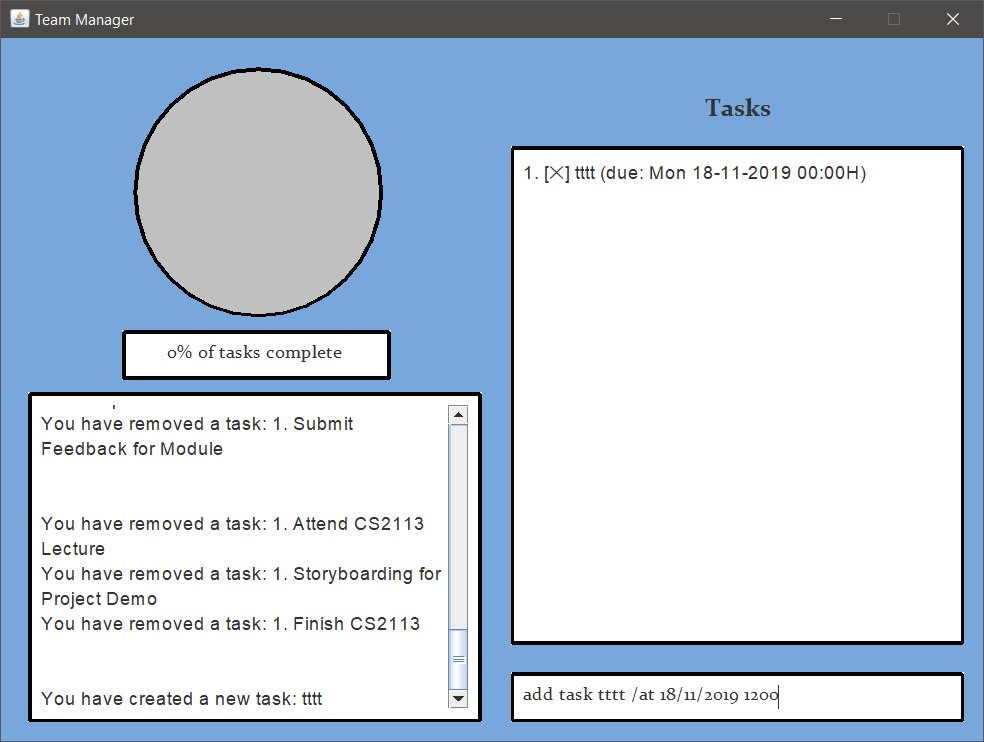 Team Manager
Tasks
1. [✕] tttt (due: Mon 18-11-2019 00:00H)
0% of tasks complete
You have removed a task: 1. Submit
Feedback for Module
You have removed a task: 1. Attend CS2113
Lecture
You have removed a task: 1. Storyboarding for
Project Demo
You have removed a task: 1. Finish CS2113
You have created a new task: tttt
add task tttt /at 18/11/2019 1200